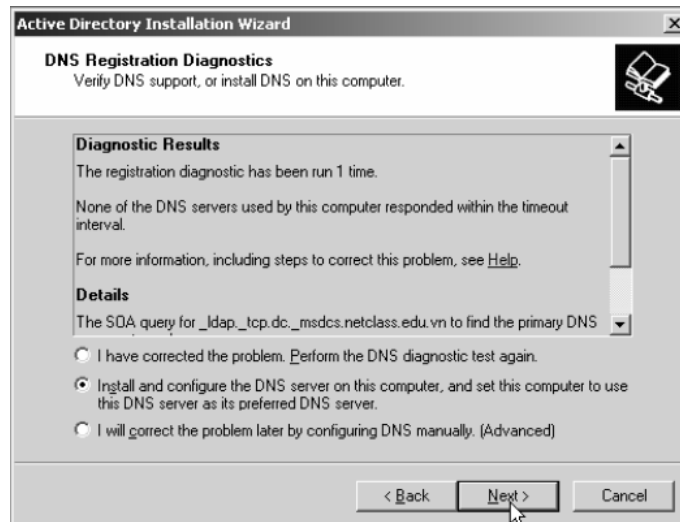 Active Directory Installation Wizard
DNS Registration Diagnostics
Verify DNS support, or install DNS on this computer.
Diagnostic Results
The registration diagnostic has been run 1 time.
None of the DNS servers used by this computer responded within the timeout
interval.
For more information, including steps to correct this problem, see Help.
Details
The SOA query for _ldap._tcp.dc._msdcs.netclass.edu.vn to find the primary DNS
I have corrected the problem. Perform the DNS diagnostic test again.
Install and configure the DNS server on this computer, and set this computer to use
this DNS server as its preferred DNS server.
I will correct the problem later by configuring DNS manually. (Advanced)
< Back Next > Cancel